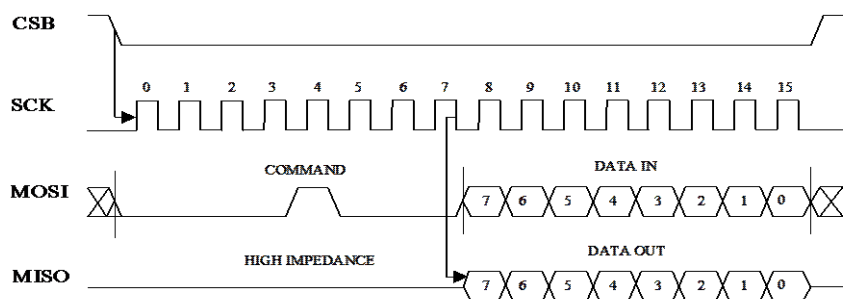 CSB
0 1 2 3 4 5 6 7 8 9 10 11 12 13 14 15
SCK
COMMAND DATA IN
MOSI
7 6 5 4 3 2 1 0
HIGH IMPEDANCE DATA OUT
MISO
7 6 5 4 3 2 1 0